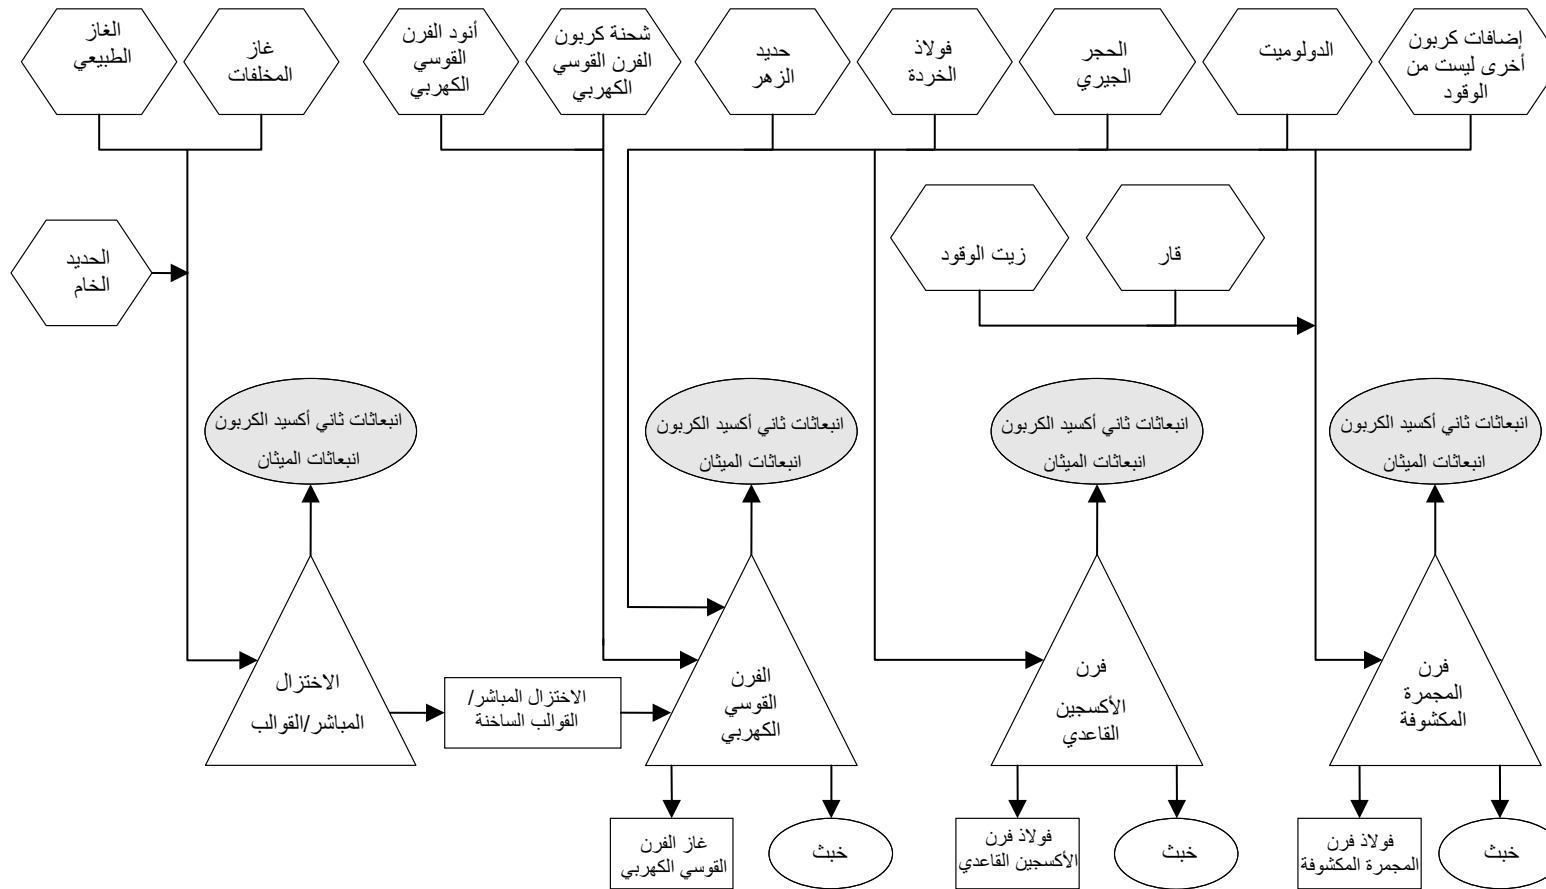 الغاز
الطبيعي
غاز
المخلفات
أنود الفرن
القوسي
الكهربي
شحنة كربون
الفرن القوسي
الكهربي
حديد
الزهر
فولاذ
الخردة
الحجر
الجيري
الدولوميت
إضافات كربون
أخرى ليست من
الوقود
الحديد
الخام
زيت الوقود
قار
انبعاثات ثاني أكسيد الكربون
انبعاثات الميثان
انبعاثات ثاني أكسيد الكربون
انبعاثات الميثان
انبعاثات ثاني أكسيد الكربون
انبعاثات الميثان
انبعاثات ثاني أكسيد الكربون
انبعاثات الميثان
الاختزال
المباشر/القوالب
الاختزال المباشر/
القوالب الساخنة
الفرن
القوسي
الكهربي
فرن
الأكسجين
القاعدي
فرن
المجمرة
المكشوفة
غاز الفرن
القوسي الكهربي
خبث
فولاذ فرن
الأكسجين القاعدي
خبث
فولاذ فرن
المجمرة المكشوفة
خبث